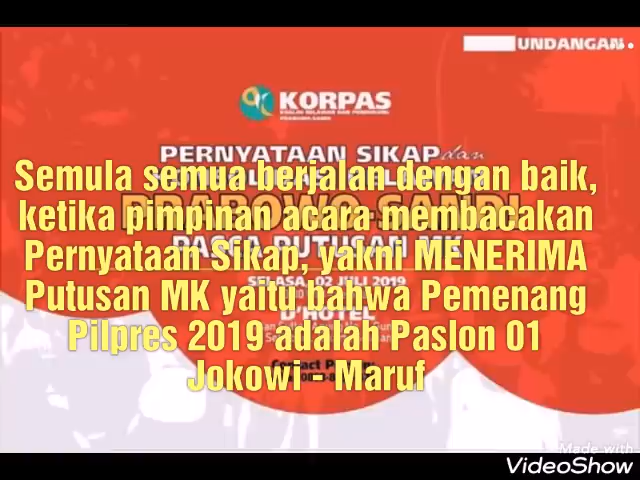 UNDANGAN
KORPAS
PERNYATAAN SIKAP dan
Semula semua berjalan dengan baik,
PRABOWO-SANDI
ketika pimpinan acara membacakan
PASCA PUTUSAN MK
Pernyataan Sikap, yakni MENERIMA
SELASA, 02 JULI 2019
Putusan MK yaitu bahwa Pemenang
D'HOTEL
Pilpres 2019 adalah Paslon 01
Jokowi - Maruf
Made with
VideoShow